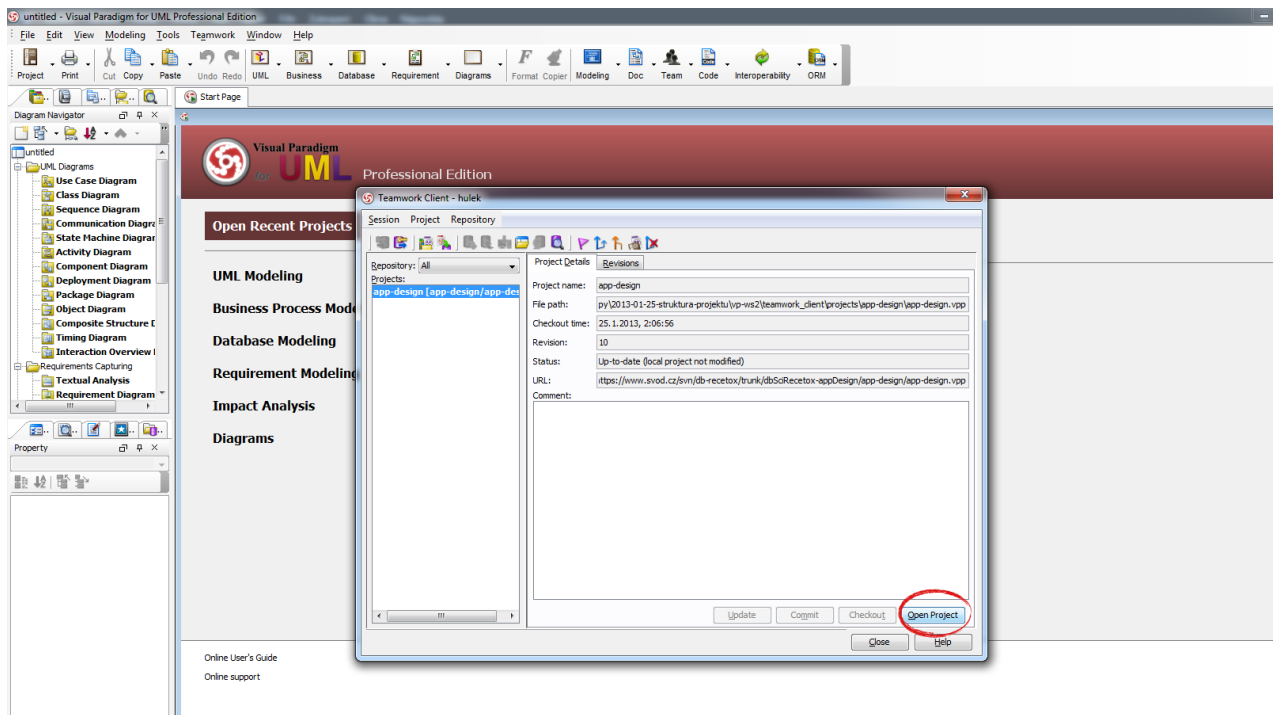 untitled - Visual Paradigm for UML Professional Edition
File Edit View Modeling Tools Teamwork Window Help
Project Print Cut Copy Paste Undo Redo UML Business Database Requirement Diagrams Format Copier Modeling Doc Team Code Interoperability ORM
Start Page
Diagram Navigator
untitled
UML Diagrams
Use Case Diagram
Class Diagram
Sequence Diagram
Communication Diagra
State Machine Diagrar
Activity Diagram
Component Diagram
Deployment Diagram
Package Diagram
Object Diagram
Composite Structure D
Timing Diagram
Interaction Overview
Requirements Capturing
Textual Analysis
Requirement Diagram
Property
Visual Paradigm
for UML Professional Edition
Open Recent Projects
UML Modeling
Business Process Mode
Database Modeling
Requirement Modeling
Impact Analysis
Diagrams
Online User's Guide
Online support
Teamwork Client - hulek
Session Project Repository
Repository: All
Projects:
app-design [app-design/app-des
Project Details Revisions
Project name: app-design
File path: py\2013-01-25-struktura-projektu\vp-ws2\teamwork_client\projects\app-design\app-design.vpp
Checkout time: 25.1.2013, 2:06:56
Revision: 10
Status: Up-to-date (local project not modified)
URL: ttps://www.svod.cz/svn/db-recetox/trunk/dbSciRecetox-appDesign/app-design/app-design.vpp
Comment:
Update Commit Checkout Open Project
Close Help